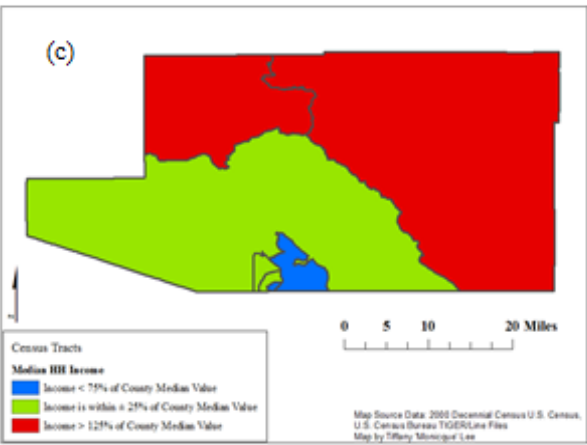 (c)
0 5 10 20 Miles
Census Tracts
Median HH Income
Income < 75% of County Median Value
Income is within ± 25% of County Median Value
Income > 125% of County Median Value
Map Source Data: 2000 Decennial Census U.S. Census,
U.S. Census Bureau TIGER/Line Files
Map by Tiffany 'Monicque' Lee